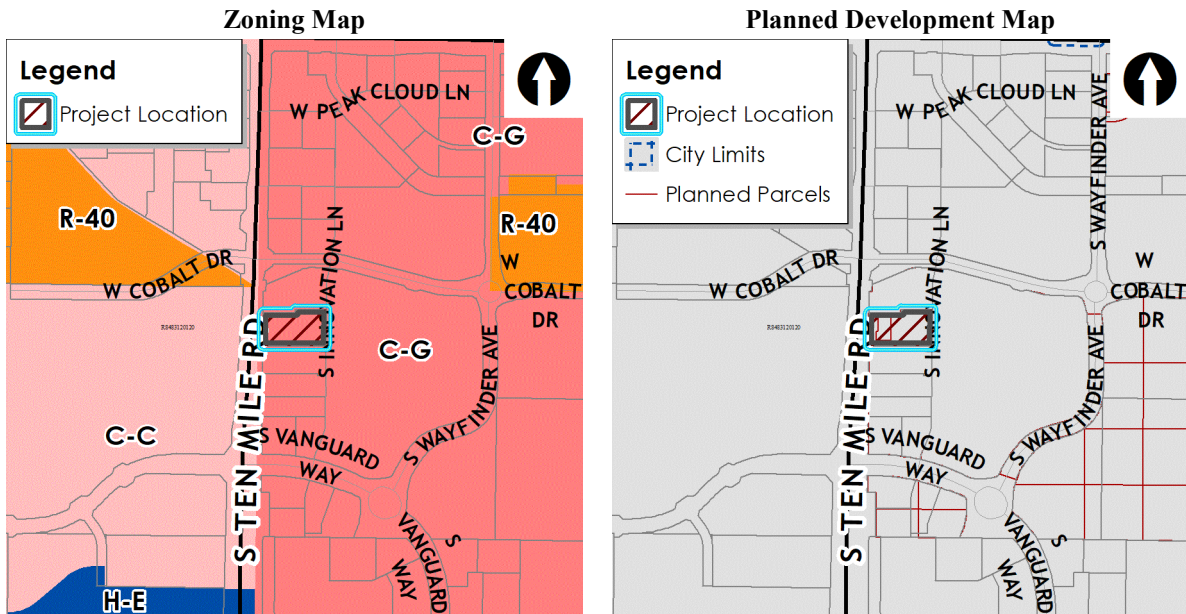 Zoning Map
Legend
Project Location
W PEAK CLOUD LN
C-G
R-40
R-40
W COBALT DR
S INNOVATION LN
W
COBALT
DR
R8483120120
S TEN MILE RD
C-G
S WAYFINDER AVE
C-C
S VANGUARD
WAY
S
VANGUARD
WAY
H-E
Planned Development Map
Legend
Project Location
City Limits
Planned Parcels
W PEAK CLOUD LN
S WAYFINDER AVE
S INNOVATION LN
W COBALT DR
W
COBALT
DR
R8483120120
S TEN MILE RD
S WAYFINDER AVE
S VANGUARD
WAY
S
VANGUARD
WAY